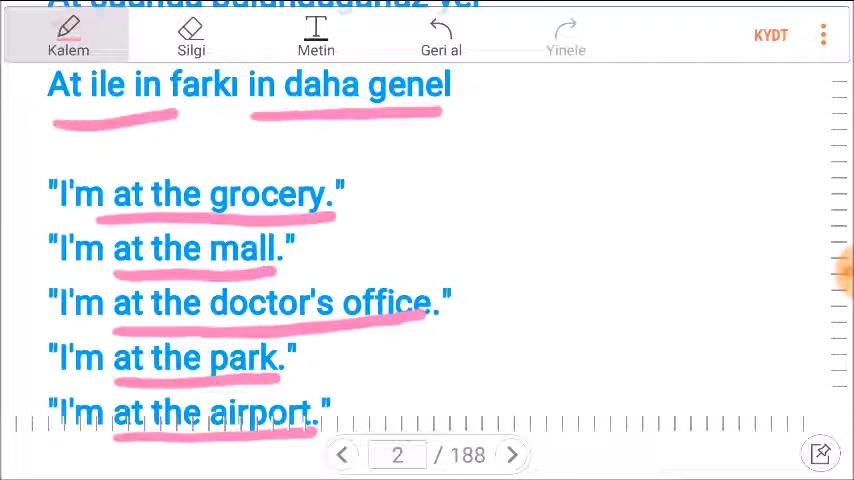 Kalem
Silgi
Metin
Geri al
Yinele
KYDT
At ile in farkı in daha genel
"I'm at the grocery."
"I'm at the mall."
"I'm at the doctor's office."
"I'm at the park."
"I'm at the airport."
2 / 188